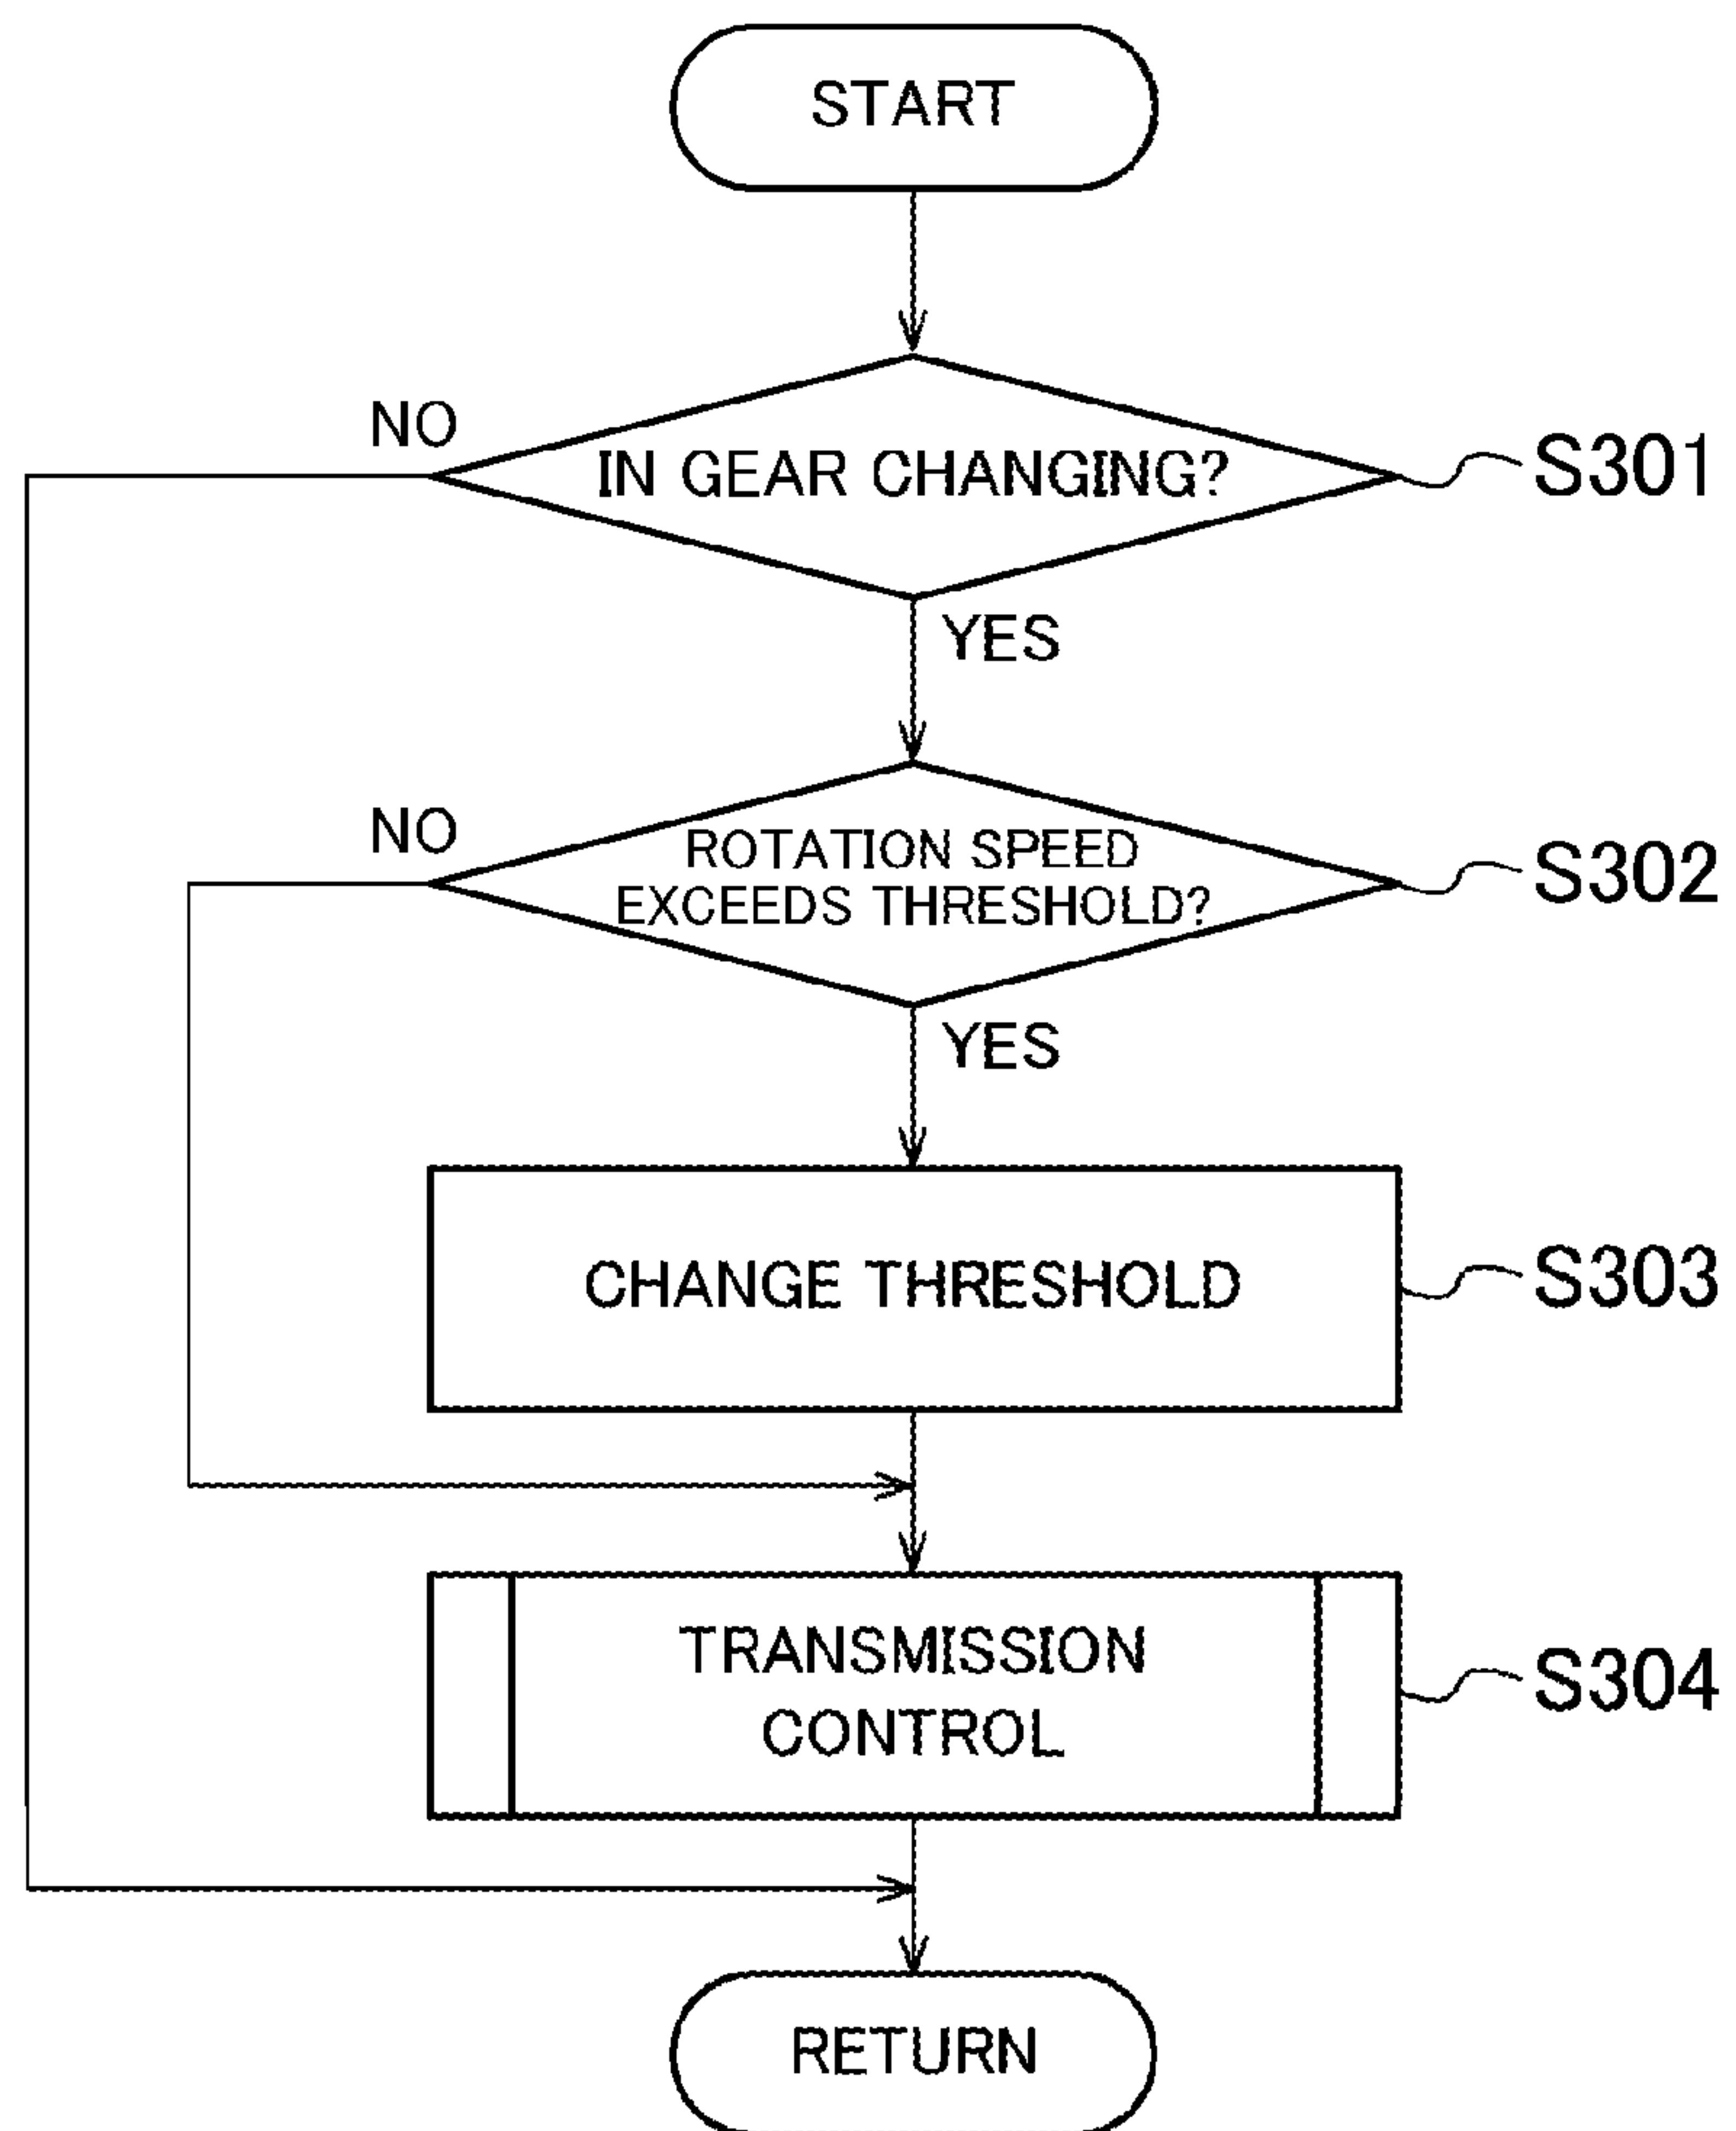 START
NO
IN GEAR CHANGING?
S301
YES
NO
ROTATION SPEED
EXCEEDS THRESHOLD?
S302
YES
CHANGE THRESHOLD
S303
TRANSMISSION
CONTROL
S304
RETURN